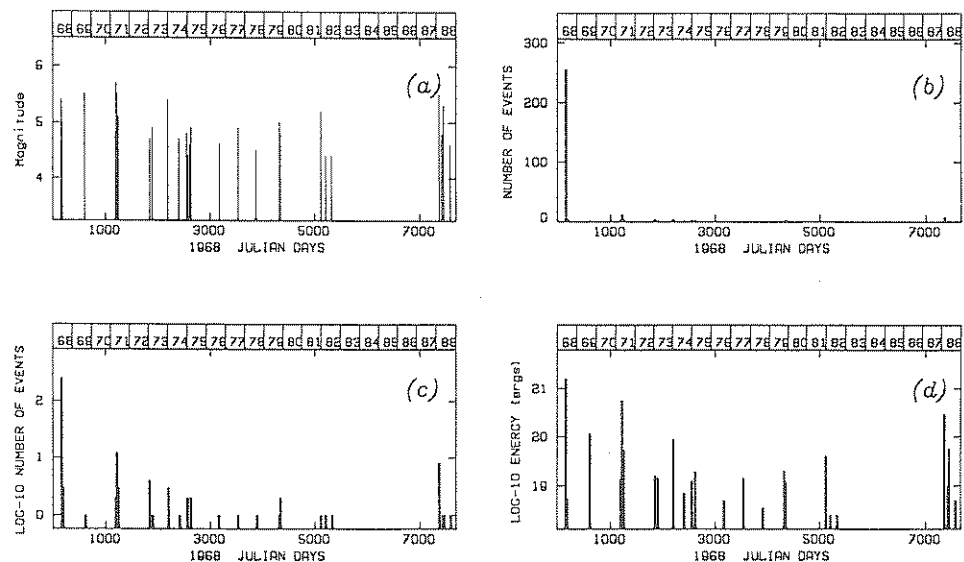 68 69 70 71 72 73 74 75 76 77 78 79 80 81 82 83 84 85 86 87 88
(a)
Magnitude
6
5
4
1000 3000 5000 7000
1968 JULIAN DAYS
68 69 70 71 72 73 74 75 76 77 78 79 80 81 82 83 84 85 86 87 88
(b)
NUMBER OF EVENTS
300
200
100
0
1000 3000 5000 7000
1968 JULIAN DAYS
68 69 70 71 72 73 74 75 76 77 78 79 80 81 82 83 84 85 86 87 88
(c)
LOG-10 NUMBER OF EVENTS
2
1
0
1000 3000 5000 7000
1968 JULIAN DAYS
68 69 70 71 72 73 74 75 76 77 78 79 80 81 82 83 84 85 86 87 88
(d)
LOG-10 ENERGY (ergs)
21
20
19
1000 3000 5000 7000
1968 JULIAN DAYS